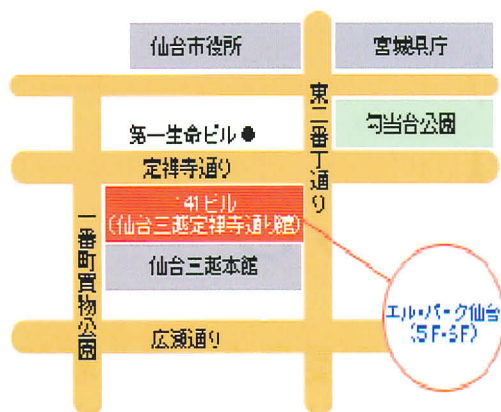 仙台市役所
宮城県庁
東二番丁通り
勾当台公園
第一生命ビル●
定禅寺通り
141ビル
(仙台三越定禅寺通り館)
一番町買物公園
仙台三越本館
エル・パーク仙台
(5F・6F)
広瀬通り